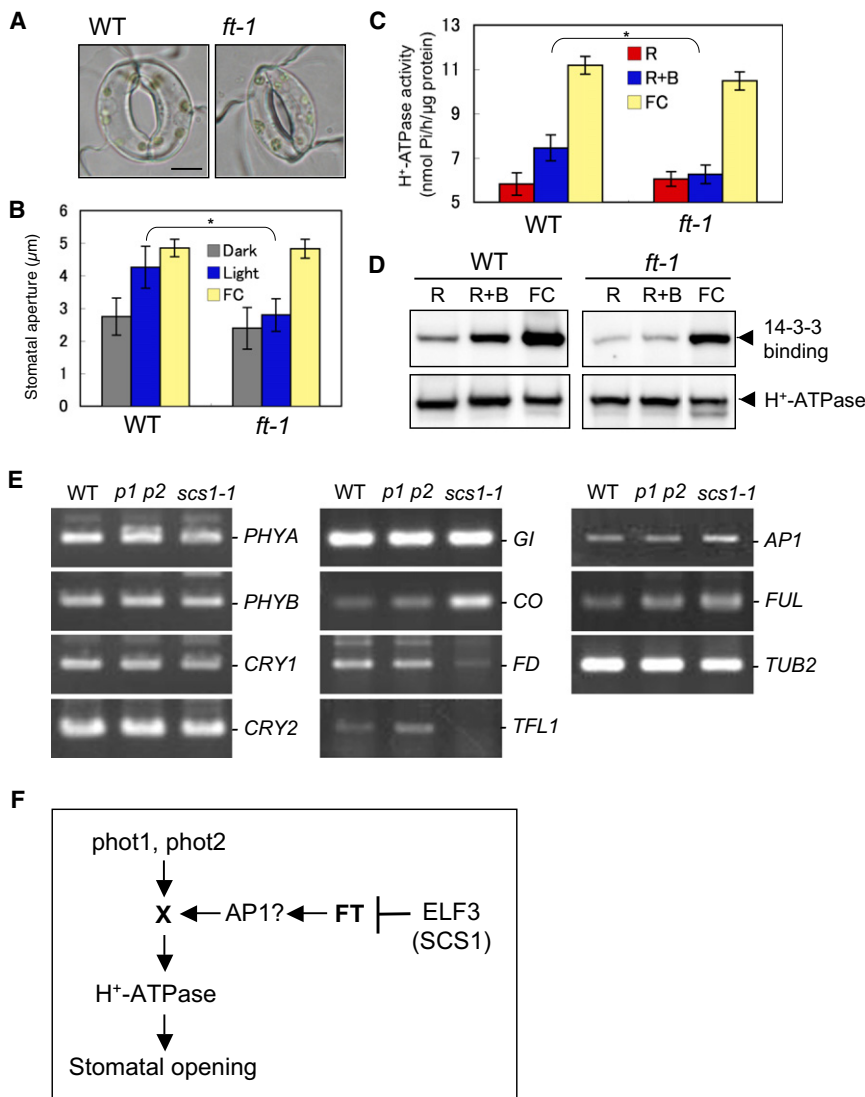 A
WT
ft-1
B
Stomatal aperture (µm)
6
5
4
3
2
1
0
*
Dark
Light
FC
WT
ft-1
C
H⁺-ATPase activity
(nmol Pi/h/µg protein)
13
11
9
7
6
5
*
R
R+B
FC
WT
ft-1
D
WT
ft-1
R R+B FC
R R+B FC
14-3-3
binding
H⁺-ATPase
E
WT p1 p2 scs1-1
PHYA
PHYB
CRY1
CRY2
WT p1 p2 scs1-1
GI
CO
FD
TFL1
WT p1 p2 scs1-1
AP1
FUL
TUB2
F
phot1, phot2
X AP1? FT ELF3
(SCS1)
H⁺-ATPase
Stomatal opening